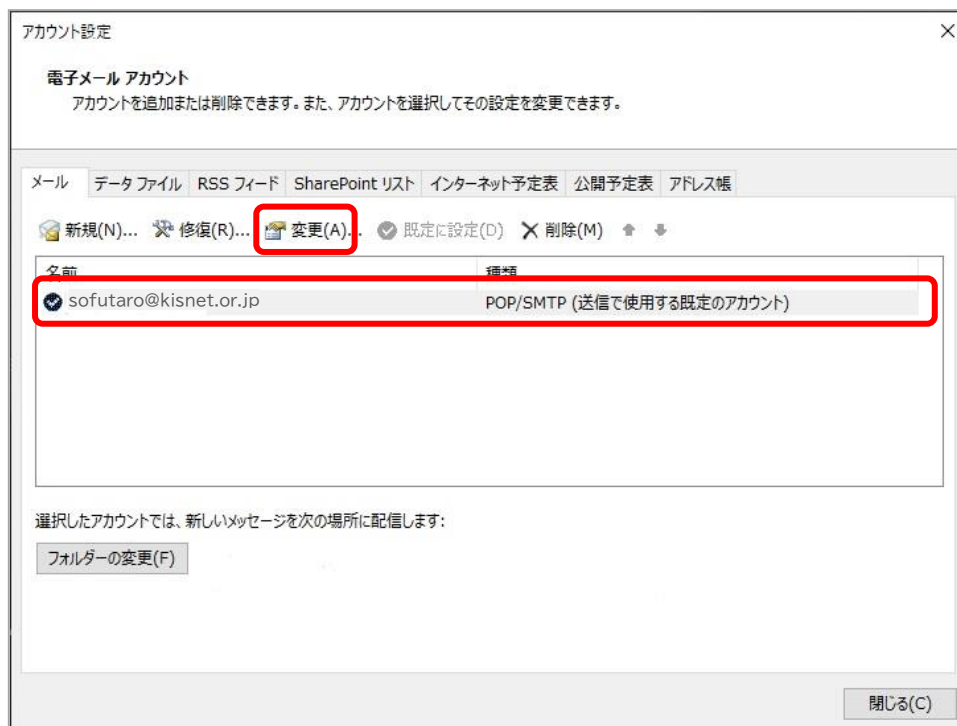 アカウント設定
電子メール アカウント
アカウントを追加または削除できます。また、アカウントを選択してその設定を変更できます。
メール データ ファイル RSS フィード SharePoint リスト インターネット予定表 公開予定表 アドレス帳
新規(N)... 修復(R)... 変更(A)... 既定に設定(D) 削除(M)
名前 種類
sofutaro@kisnet.or.jp POP/SMTP (送信で使用する既定のアカウント)
選択したアカウントでは、新しいメッセージを次の場所に配信します:
フォルダーの変更(F)
閉じる(C)